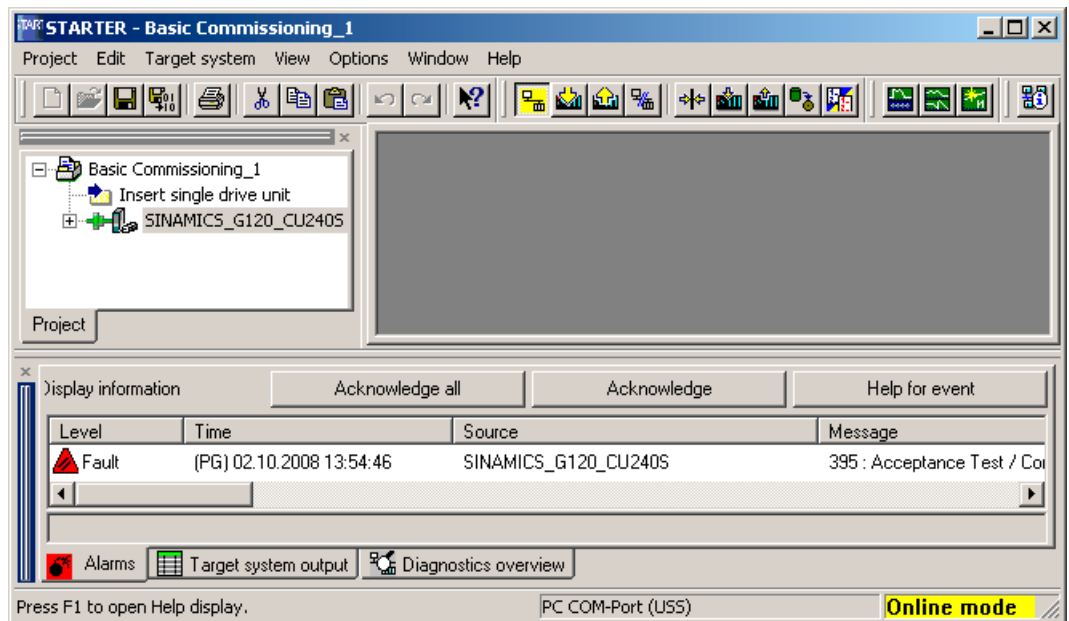 STARTER - Basic Commissioning_1
Project Edit Target system View Options Window Help
Basic Commissioning_1
Insert single drive unit
SINAMICS_G120_CU240S
Project
Display information Acknowledge all Acknowledge Help for event
Level Time Source Message
Fault (PG) 02.10.2008 13:54:46 SINAMICS_G120_CU240S 395 : Acceptance Test / Co
Alarms Target system output Diagnostics overview
Press F1 to open Help display. PC COM-Port (USS) Online mode